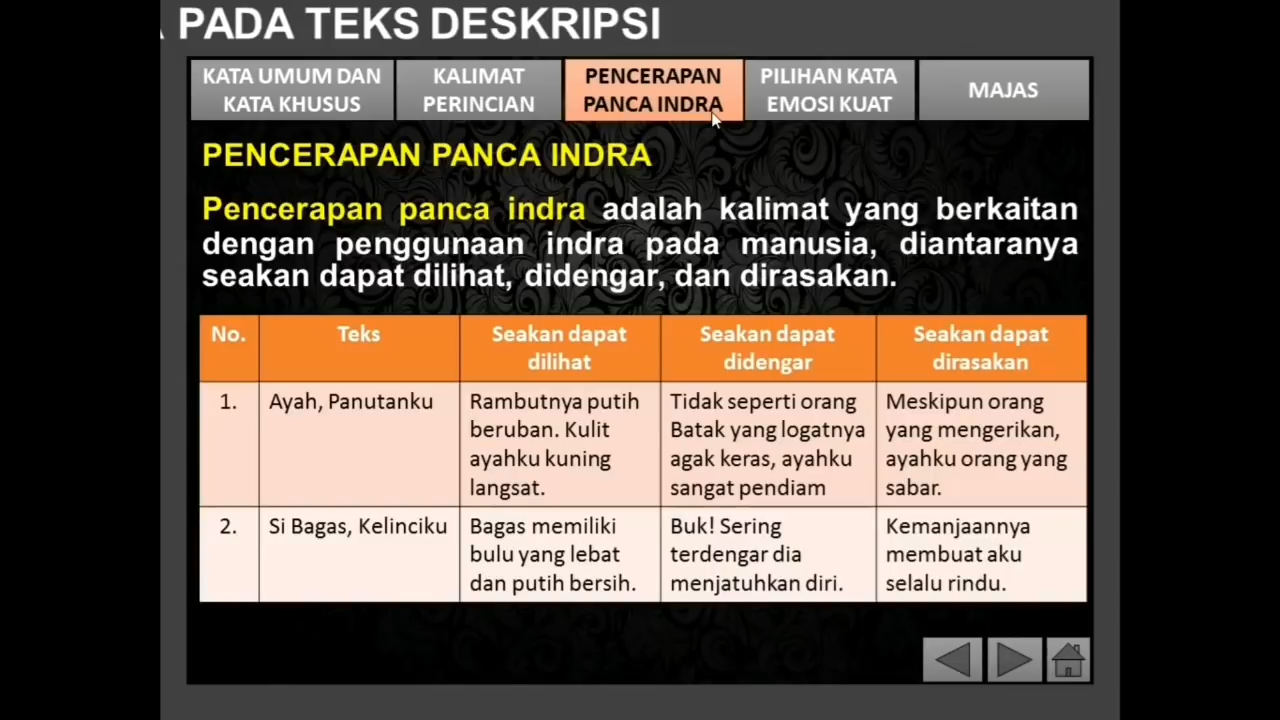 PADA TEKS DESKRIPSI
KATA UMUM DAN
KATA KHUSUS
KALIMAT
PERINCIAN
PENCERAPAN
PANCA INDRA
PILIHAN KATA
EMOSI KUAT
MAJAS
PENCERAPAN PANCA INDRA
Pencerapan panca indra adalah kalimat yang berkaitan
dengan penggunaan indra pada manusia, diantaranya
seakan dapat dilihat, didengar, dan dirasakan.
No.
Teks
Seakan dapat
dilihat
Seakan dapat
didengar
Seakan dapat
dirasakan
1.
Ayah, Panutanku
Rambutnya putih
beruban. Kulit
ayahku kuning
langsat.
Tidak seperti orang
Batak yang logatnya
agak keras, ayahku
sangat pendiam
Meskipun orang
yang mengerikan,
ayahku orang yang
sabar.
2.
Si Bagas, Kelinciku
Bagas memiliki
bulu yang lebat
dan putih bersih.
Buk! Sering
terdengar dia
menjatuhkan diri.
Kemanjaannya
membuat aku
selalu rindu.